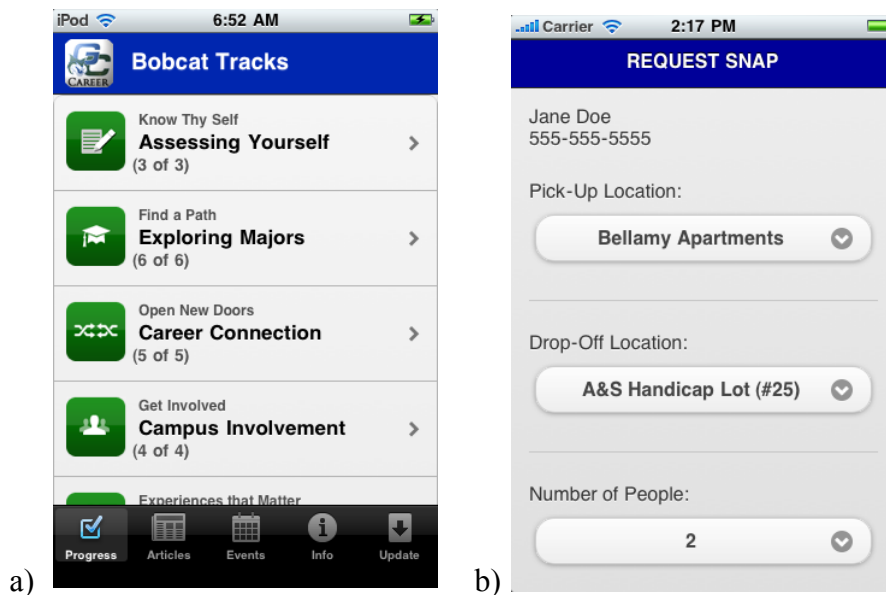 iPod 6:52 AM
GC
CAREER
Bobcat Tracks
Know Thy Self
Assessing Yourself
(3 of 3)
Find a Path
Exploring Majors
(6 of 6)
Open New Doors
Career Connection
(5 of 5)
Get Involved
Campus Involvement
(4 of 4)
Experiences that Matter
Progress Articles Events Info Update
a)
Carrier 2:17 PM
REQUEST SNAP
Jane Doe
555-555-5555
Pick-Up Location:
Bellamy Apartments
Drop-Off Location:
A&S Handicap Lot (#25)
Number of People:
2
b)